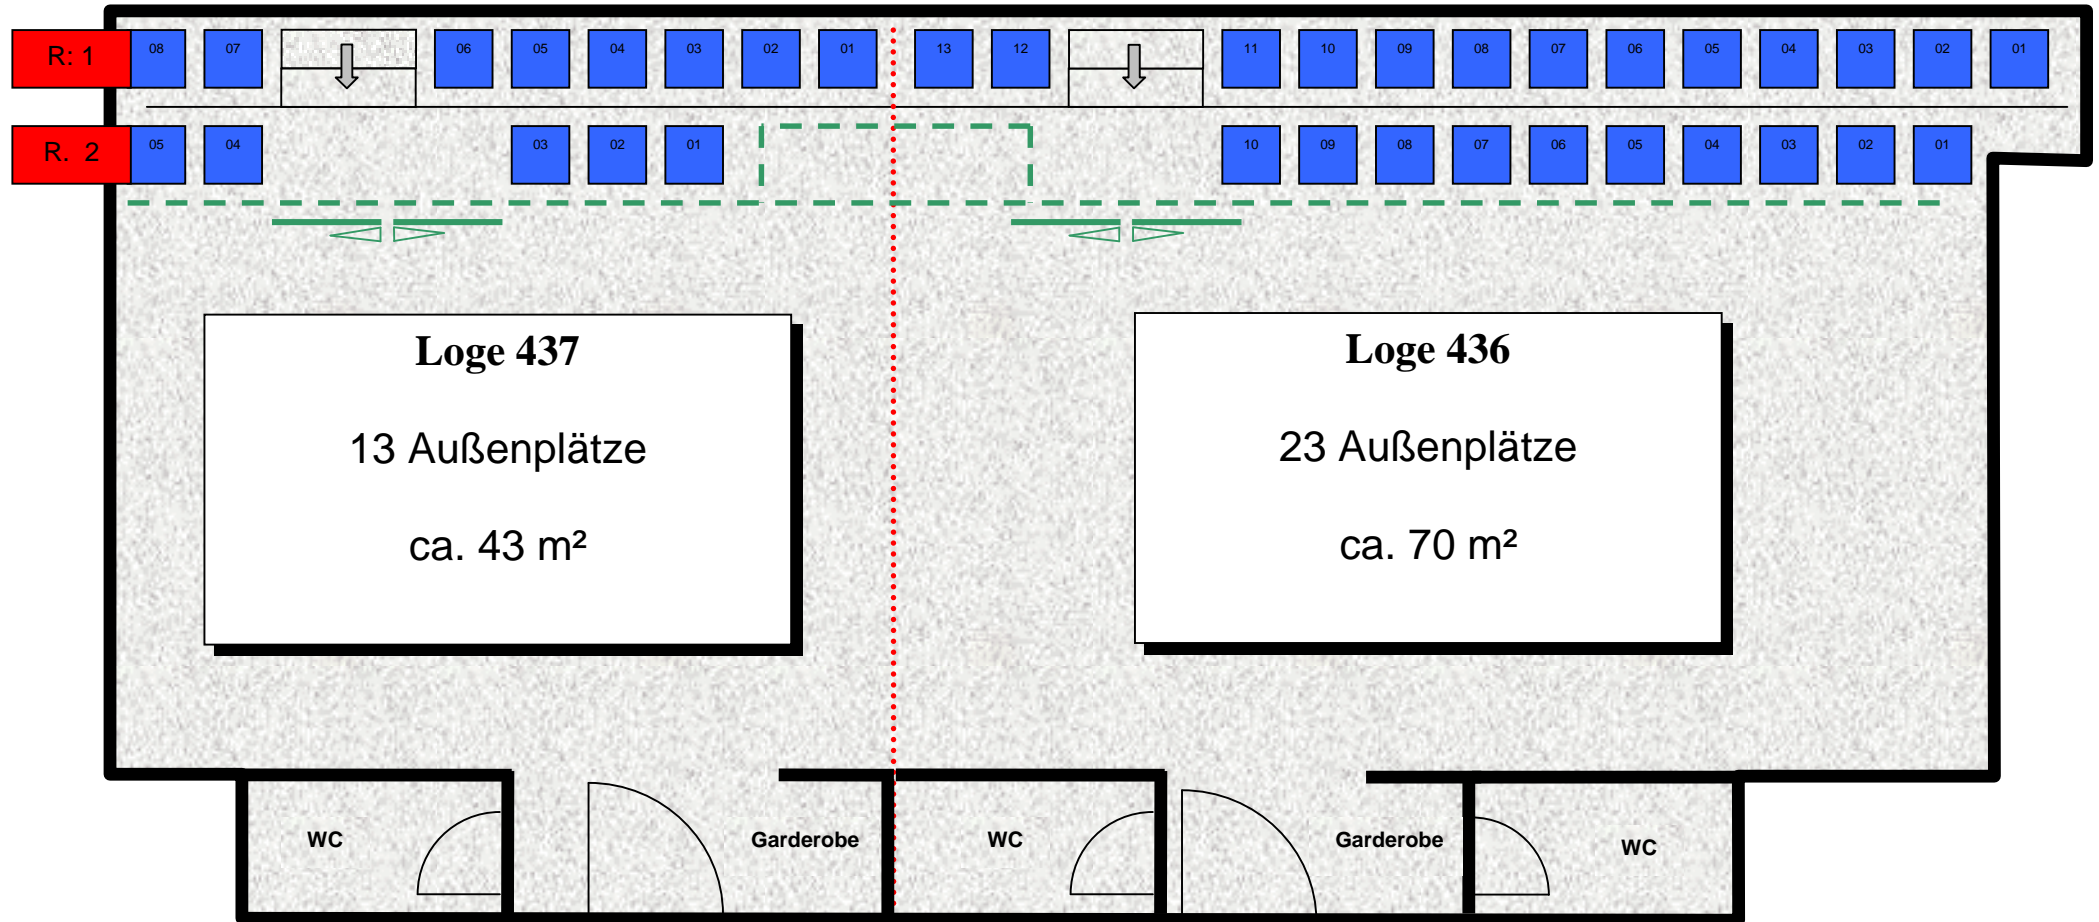 R: 1 08 07 06 05 04 03 02 01 13 12 11 10 09 08 07 06 05 04 03 02 01
R. 2 05 04 03 02 01 10 09 08 07 06 05 04 03 02 01
Loge 437
13 Außenplätze
ca. 43 m²
Loge 436
23 Außenplätze
ca. 70 m²
WC Garderobe WC Garderobe WC